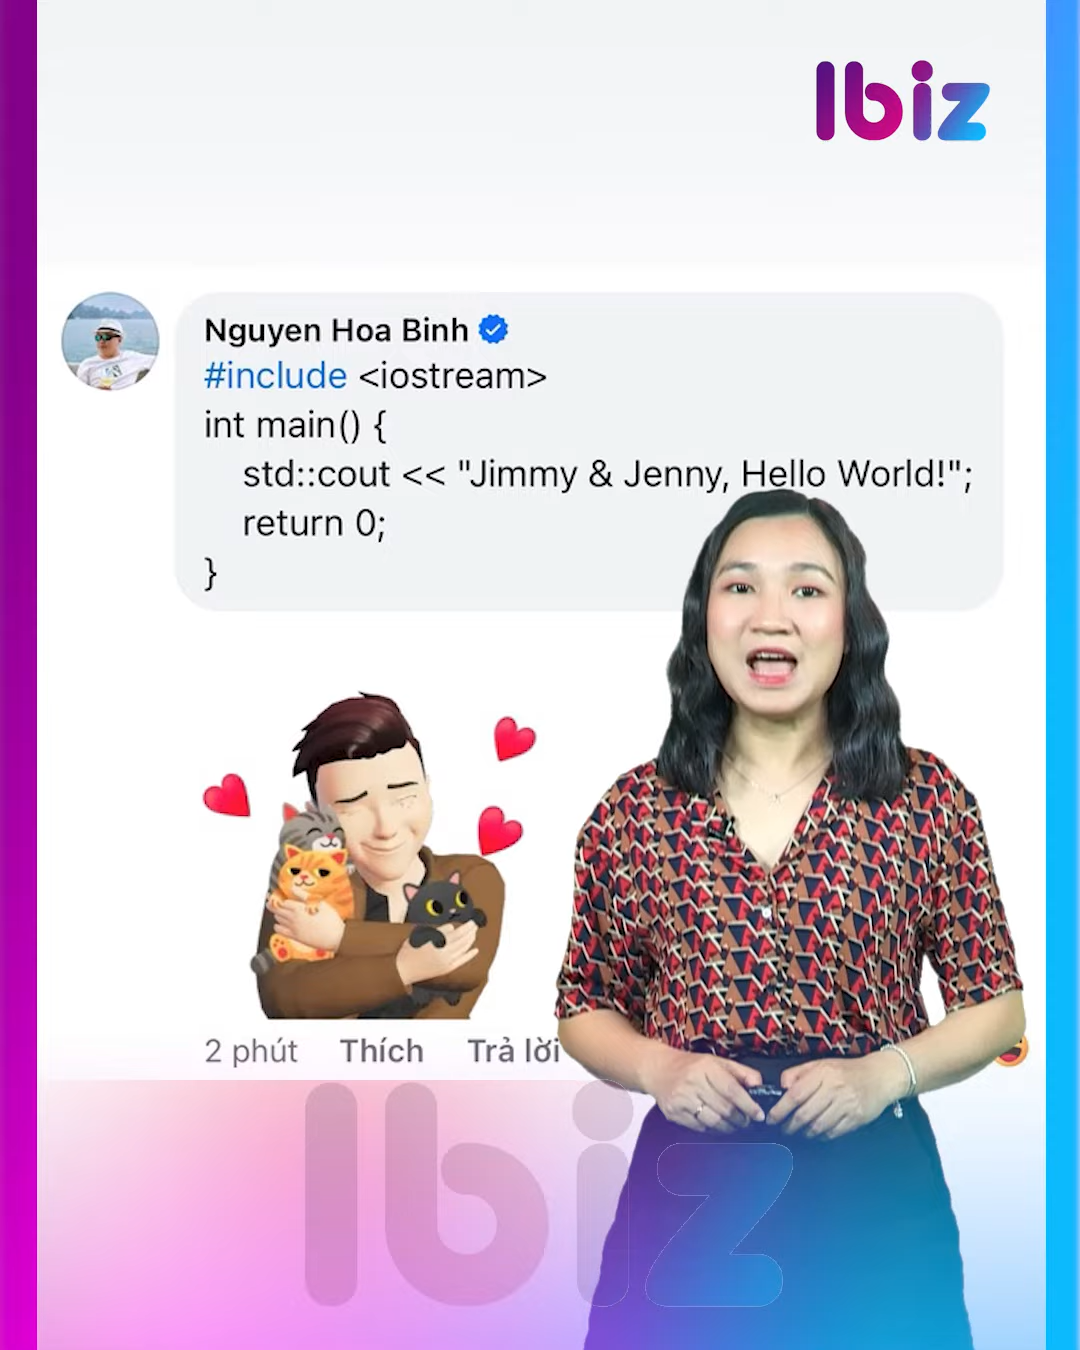 Ibiz
Nguyen Hoa Binh
#include <iostream>
int main() {
std::cout << "Jimmy & Jenny, Hello World!";
return 0;
}
2 phút Thích Trả lời
Ibiz